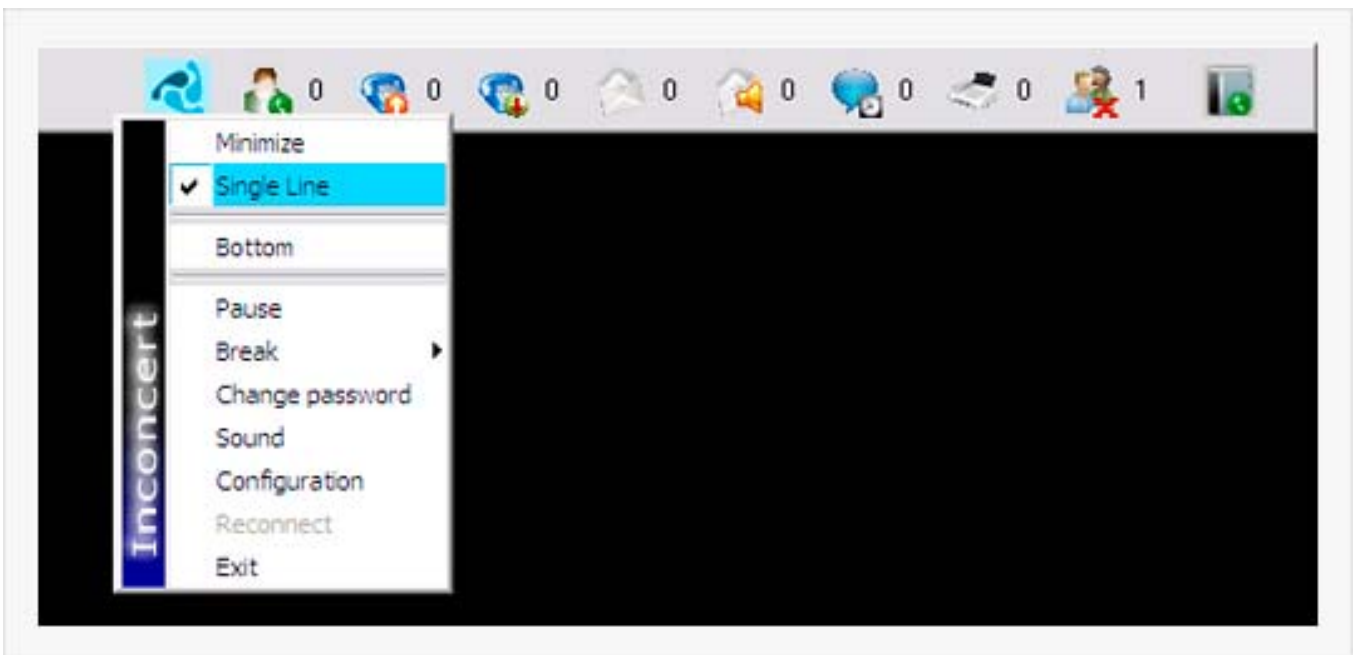 0 0 0 0 0 0 0 1
Minimize
Single Line
Bottom
Pause
Break
Change password
Sound
Configuration
Reconnect
Exit
Inconcert